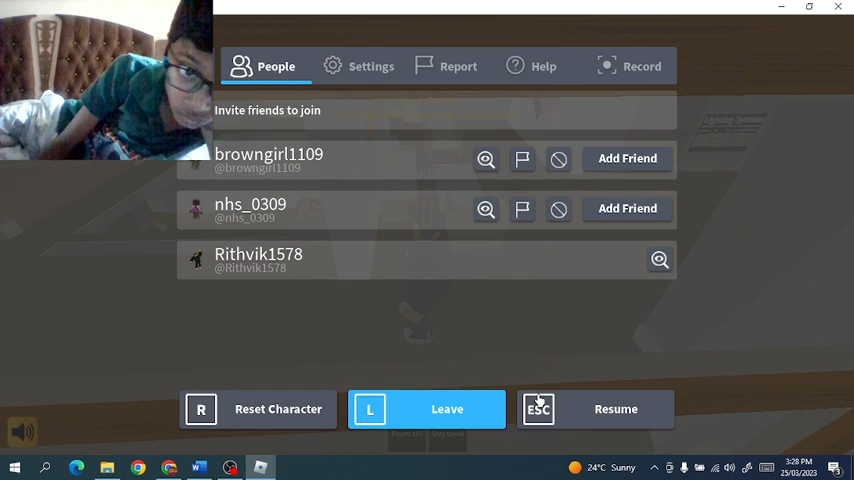 People Settings Report Help Record
Invite friends to join
browngirl1109
@browngirl1109
Add Friend
nhs_0309
@nhs_0309
Add Friend
Rithvik1578
@Rithvik1578
R Reset Character L Leave ESC Resume
24°C Sunny
3:28 PM
25/03/2023
3